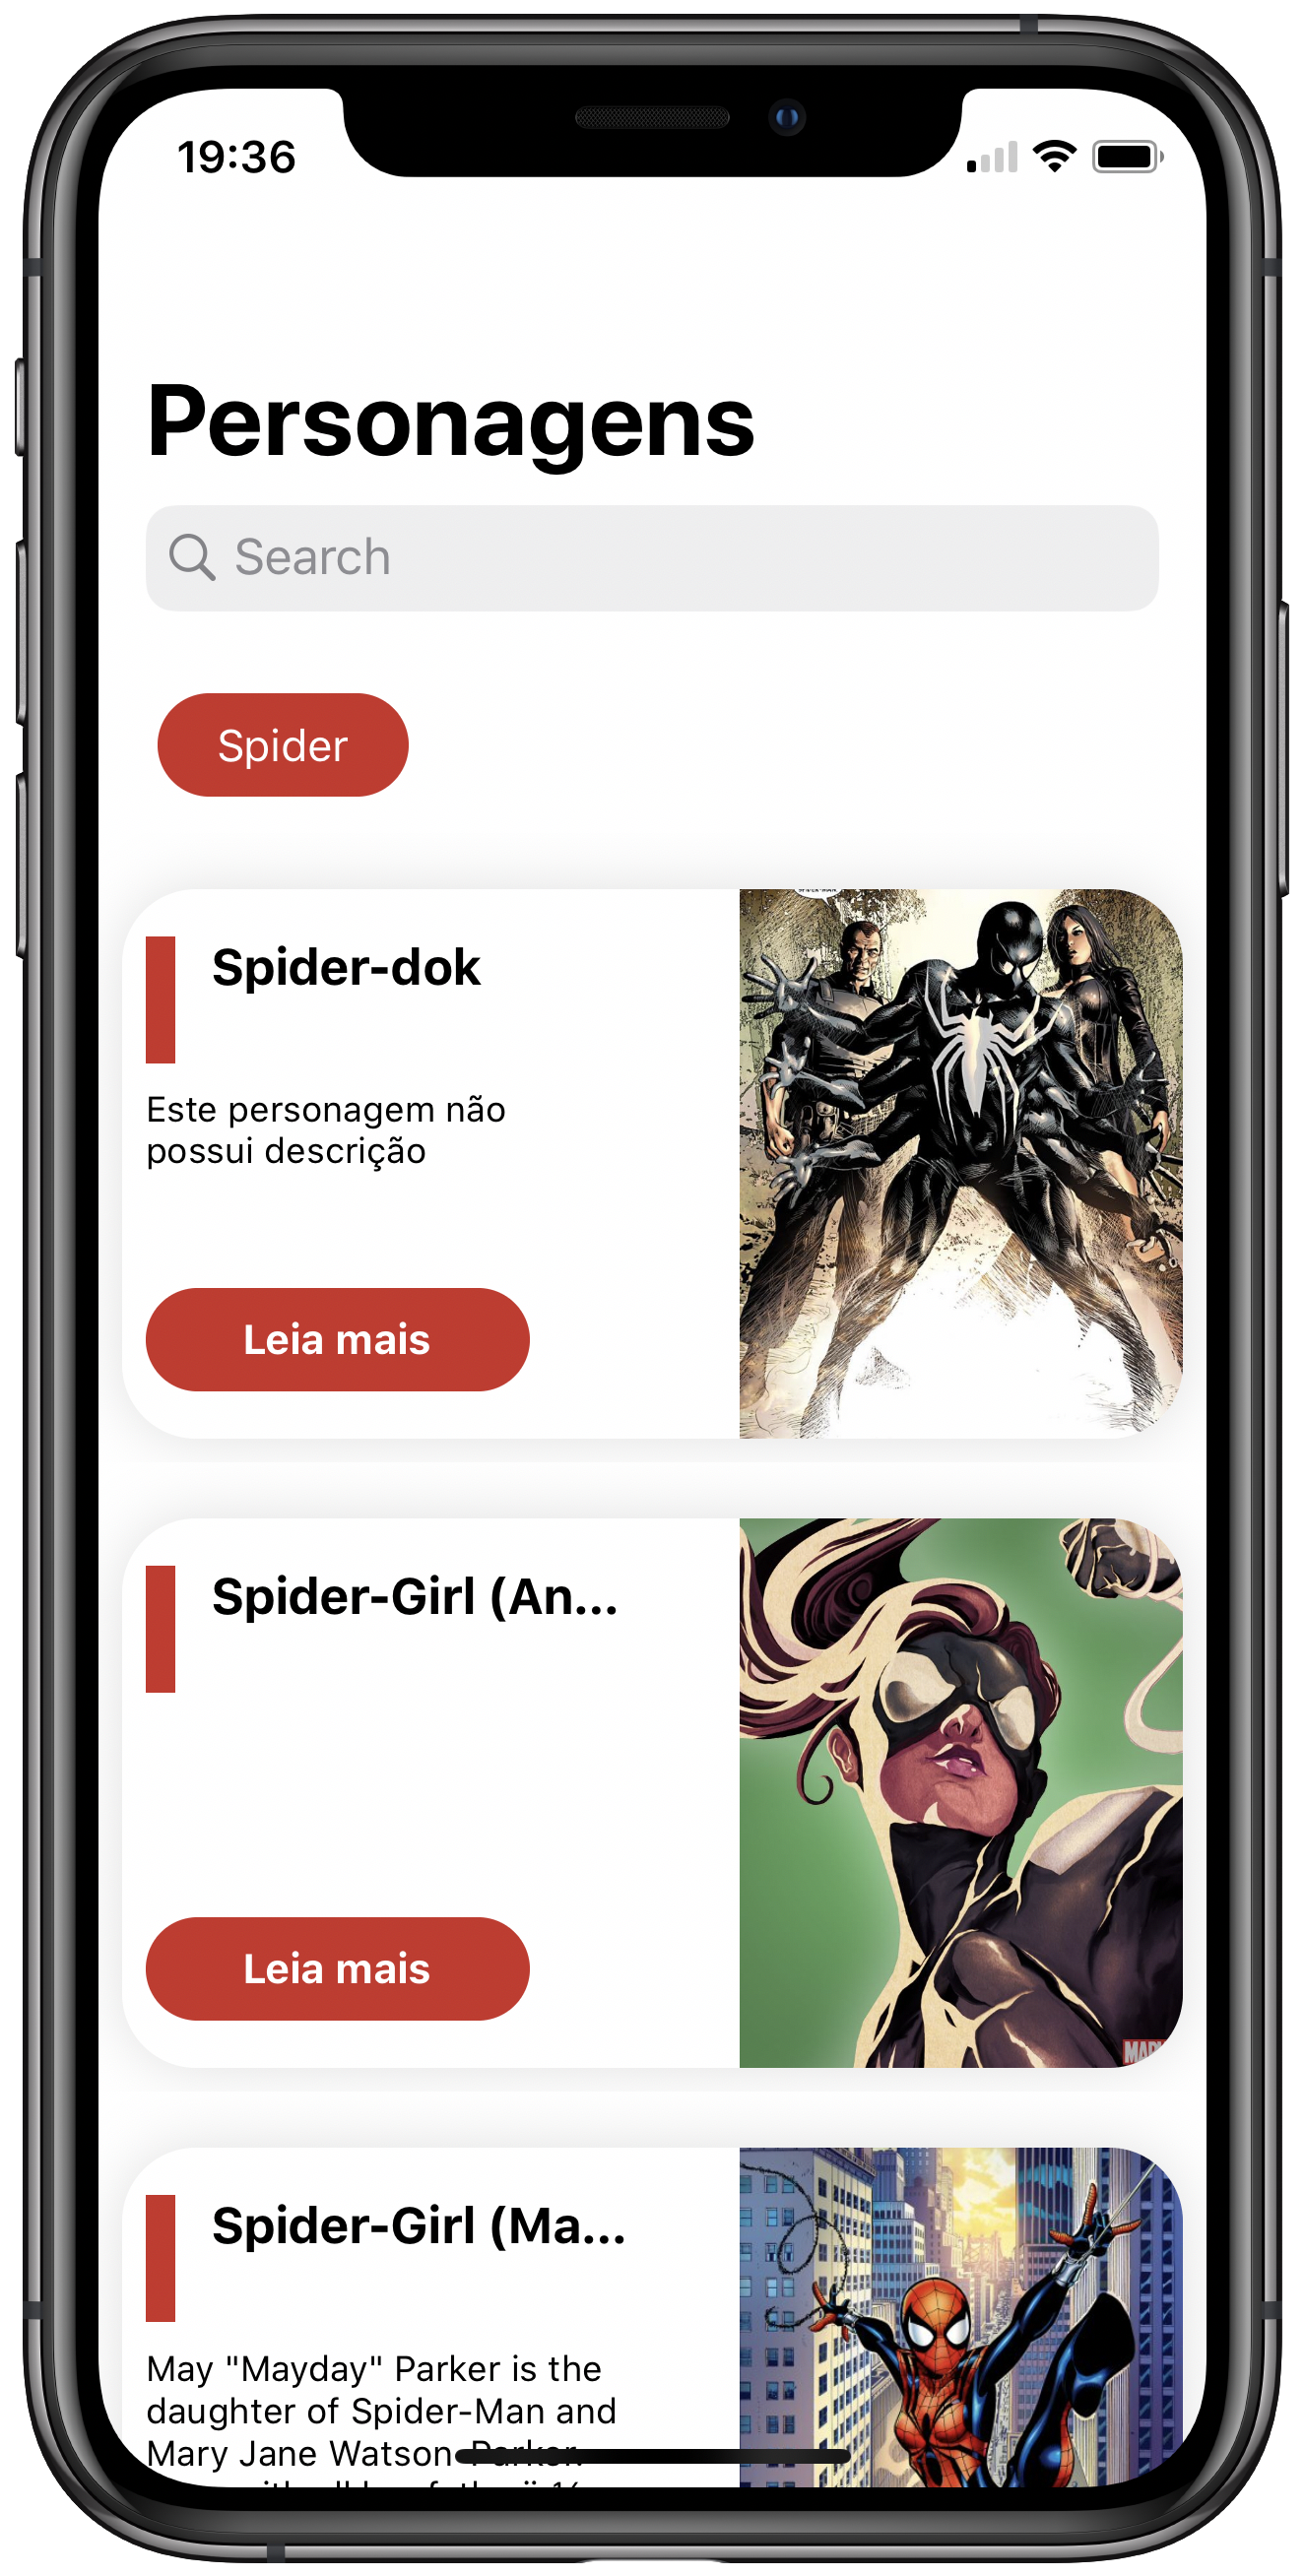 19:36
Personagens
Search
Spider
Spider-dok
Este personagem não
possui descrição
Leia mais
Spider-Girl (An...
Leia mais
Spider-Girl (Ma...
May "Mayday" Parker is the
daughter of Spider-Man and
Mary Jane Watson-Parker.